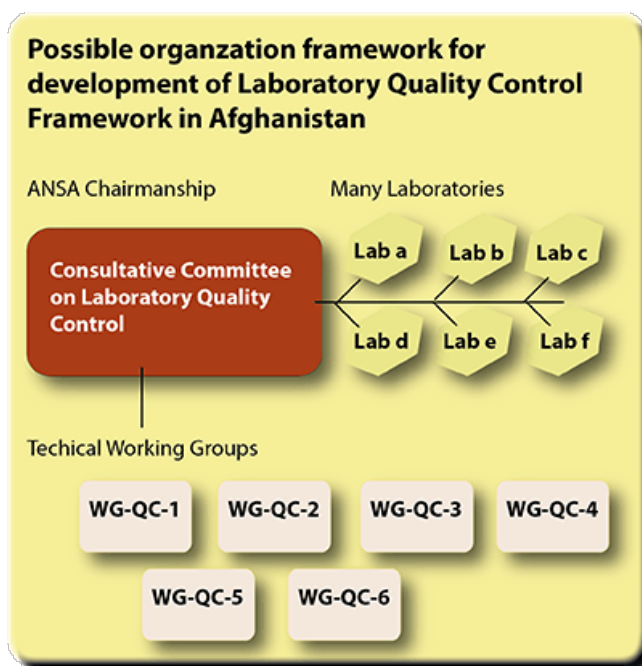 Possible organzation framework for
development of Laboratory Quality Control
Framework in Afghanistan
ANSA Chairmanship
Many Laboratories
Consultative Committee
on Laboratory Quality
Control
Lab a
Lab b
Lab c
Lab d
Lab e
Lab f
Techical Working Groups
WG-QC-1
WG-QC-2
WG-QC-3
WG-QC-4
WG-QC-5
WG-QC-6